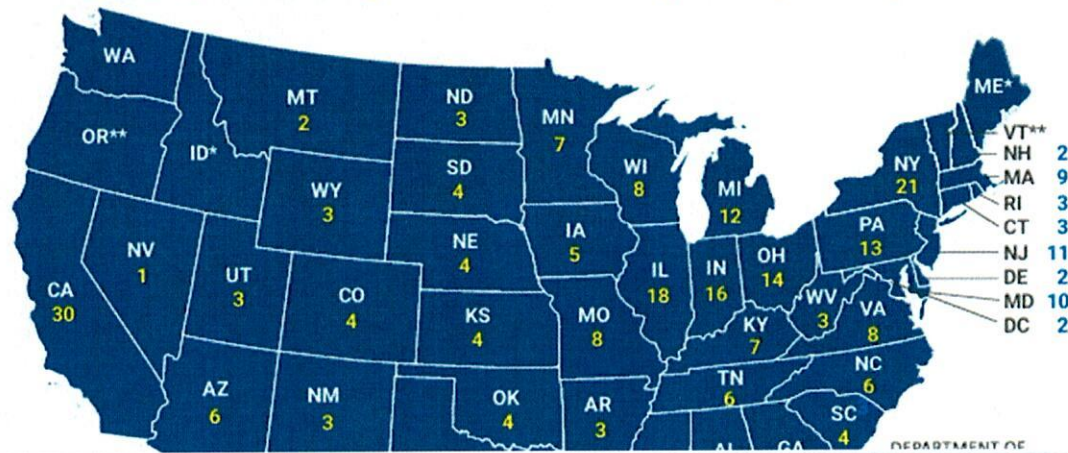 WA
OR**
ID*
MT
2
ND
3
MN
7
WI
8
MI
12
NY
21
ME*
VT**
NH 2
MA 9
RI 3
CT 3
NJ 11
DE 2
MD 10
DC 2
SD
4
WY
3
NE
4
IA
5
PA
13
NV
1
UT
3
CO
4
CA
30
KS
4
MO
8
IL
18
IN
16
OH
14
WV
3
VA
8
KY
7
NC
6
TN
6
SC
4
AZ
6
NM
3
OK
4
AR
3
AL
GA
DEPARTMENT OF